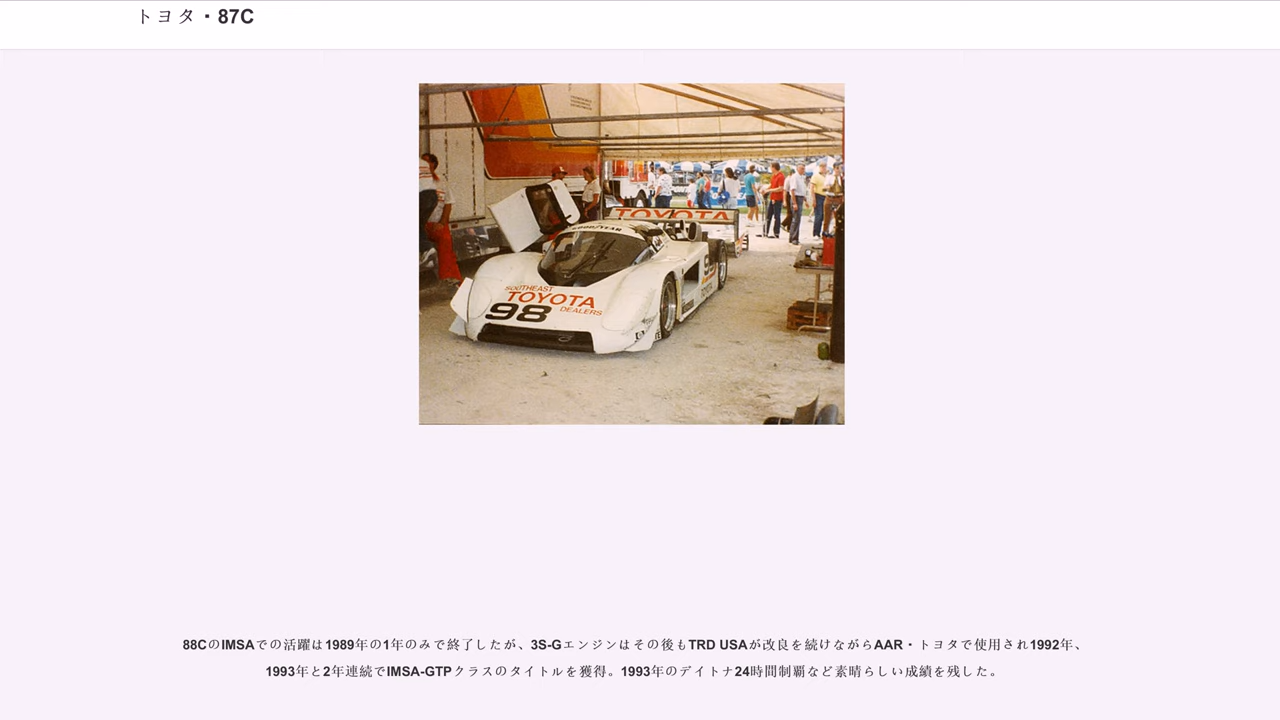 トヨタ・87C
GOODYEAR
TOYOTA
SOUTHEAST
TOYOTA
DEALERS
98
88CのIMSAでの活躍は1989年の1年のみで終了したが、3S-Gエンジンはその後もTRD USAが改良を続けながらAAR・トヨタで使用され1992年、
1993年と2年連続でIMSA-GTPクラスのタイトルを獲得。1993年のデイトナ24時間制覇など素晴らしい成績を残した。